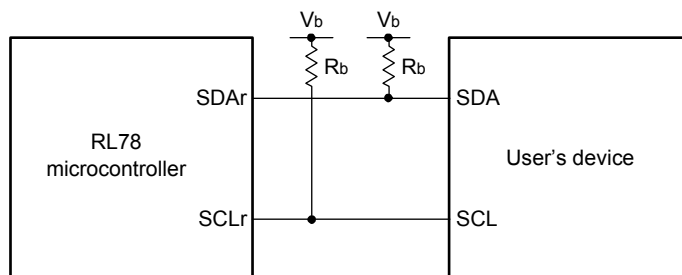 Vb
Vb
Rb
Rb
SDAr
SDA
RL78
microcontroller
User's device
SCLr
SCL